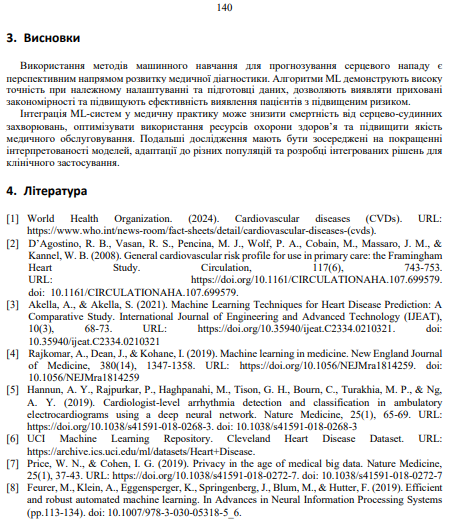 140
3. Висновки
Використання методів машинного навчання для прогнозування серцевого нападу є
перспективним напрямом розвитку медичної діагностики. Алгоритми ML демонструють високу
точність при належному налаштуванні та підготовці даних, дозволяють виявляти приховані
закономірності та підвищують ефективність виявлення пацієнтів з підвищеним ризиком.
Інтеграція ML-систем у медичну практику може знизити смертність від серцево-судинних
захворювань, оптимізувати використання ресурсів охорони здоров’я та підвищити якість
медичного обслуговування. Подальші дослідження мають бути зосереджені на покращенні
інтерпретованості моделей, адаптації до різних популяцій та розробці інтегрованих рішень для
клінічного застосування.
4. Література
[1] World Health Organization. (2024). Cardiovascular diseases (CVDs). URL:
https://www.who.int/news-room/fact-sheets/detail/cardiovascular-diseases-(cvds).
[2] D’Agostino, R. B., Vasan, R. S., Pencina, M. J., Wolf, P. A., Cobain, M., Massaro, J. M., &
Kannel, W. B. (2008). General cardiovascular risk profile for use in primary care: the Framingham
Heart Study. Circulation, 117(6), 743-753.
URL: https://doi.org/10.1161/CIRCULATIONAHA.107.699579.
doi: 10.1161/CIRCULATIONAHA.107.699579.
[3] Akella, A., & Akella, S. (2021). Machine Learning Techniques for Heart Disease Prediction: A
Comparative Study. International Journal of Engineering and Advanced Technology (IJEAT),
10(3), 68-73. URL: https://doi.org/10.35940/ijeat.C2334.0210321. doi:
10.35940/ijeat.C2334.0210321
[4] Rajkomar, A., Dean, J., & Kohane, I. (2019). Machine learning in medicine. New England Journal
of Medicine, 380(14), 1347-1358. URL: https://doi.org/10.1056/NEJMra1814259. doi:
10.1056/NEJMra1814259
[5] Hannun, A. Y., Rajpurkar, P., Haghpanahi, M., Tison, G. H., Bourn, C., Turakhia, M. P., & Ng,
A. Y. (2019). Cardiologist-level arrhythmia detection and classification in ambulatory
electrocardiograms using a deep neural network. Nature Medicine, 25(1), 65-69. URL:
https://doi.org/10.1038/s41591-018-0268-3. doi: 10.1038/s41591-018-0268-3
[6] UCI Machine Learning Repository. Cleveland Heart Disease Dataset. URL:
https://archive.ics.uci.edu/ml/datasets/Heart+Disease.
[7] Price, W. N., & Cohen, I. G. (2019). Privacy in the age of medical big data. Nature Medicine,
25(1), 37-43. URL: https://doi.org/10.1038/s41591-018-0272-7. doi: 10.1038/s41591-018-0272-7
[8] Feurer, M., Klein, A., Eggensperger, K., Springenberg, J., Blum, M., & Hutter, F. (2019). Efficient
and robust automated machine learning. In Advances in Neural Information Processing Systems
(pp.113-134). doi: 10.1007/978-3-030-05318-5_6.